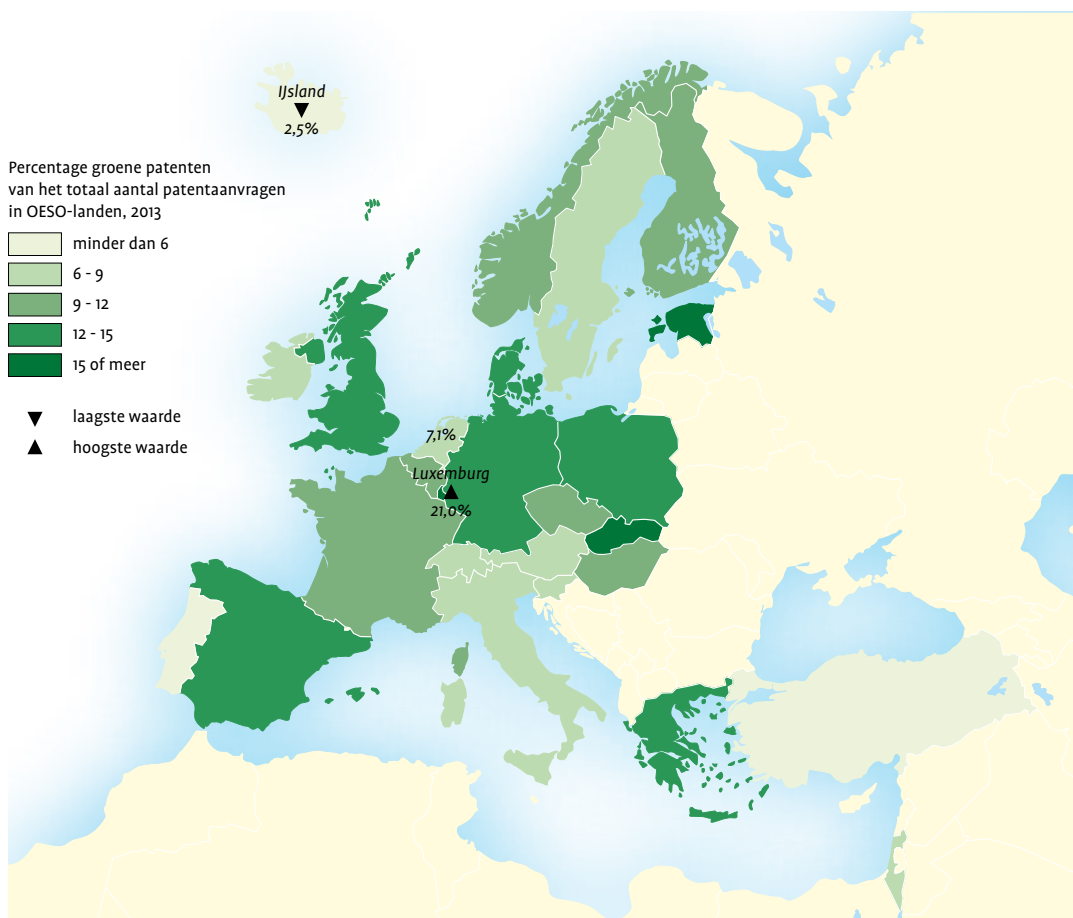 IJsland
2,5%
Percentage groene patenten
van het totaal aantal patentaanvragen
in OESO-landen, 2013
minder dan 6
6 - 9
9 - 12
12 - 15
15 of meer
laagste waarde
hoogste waarde
7,1%
Luxemburg
21,0%